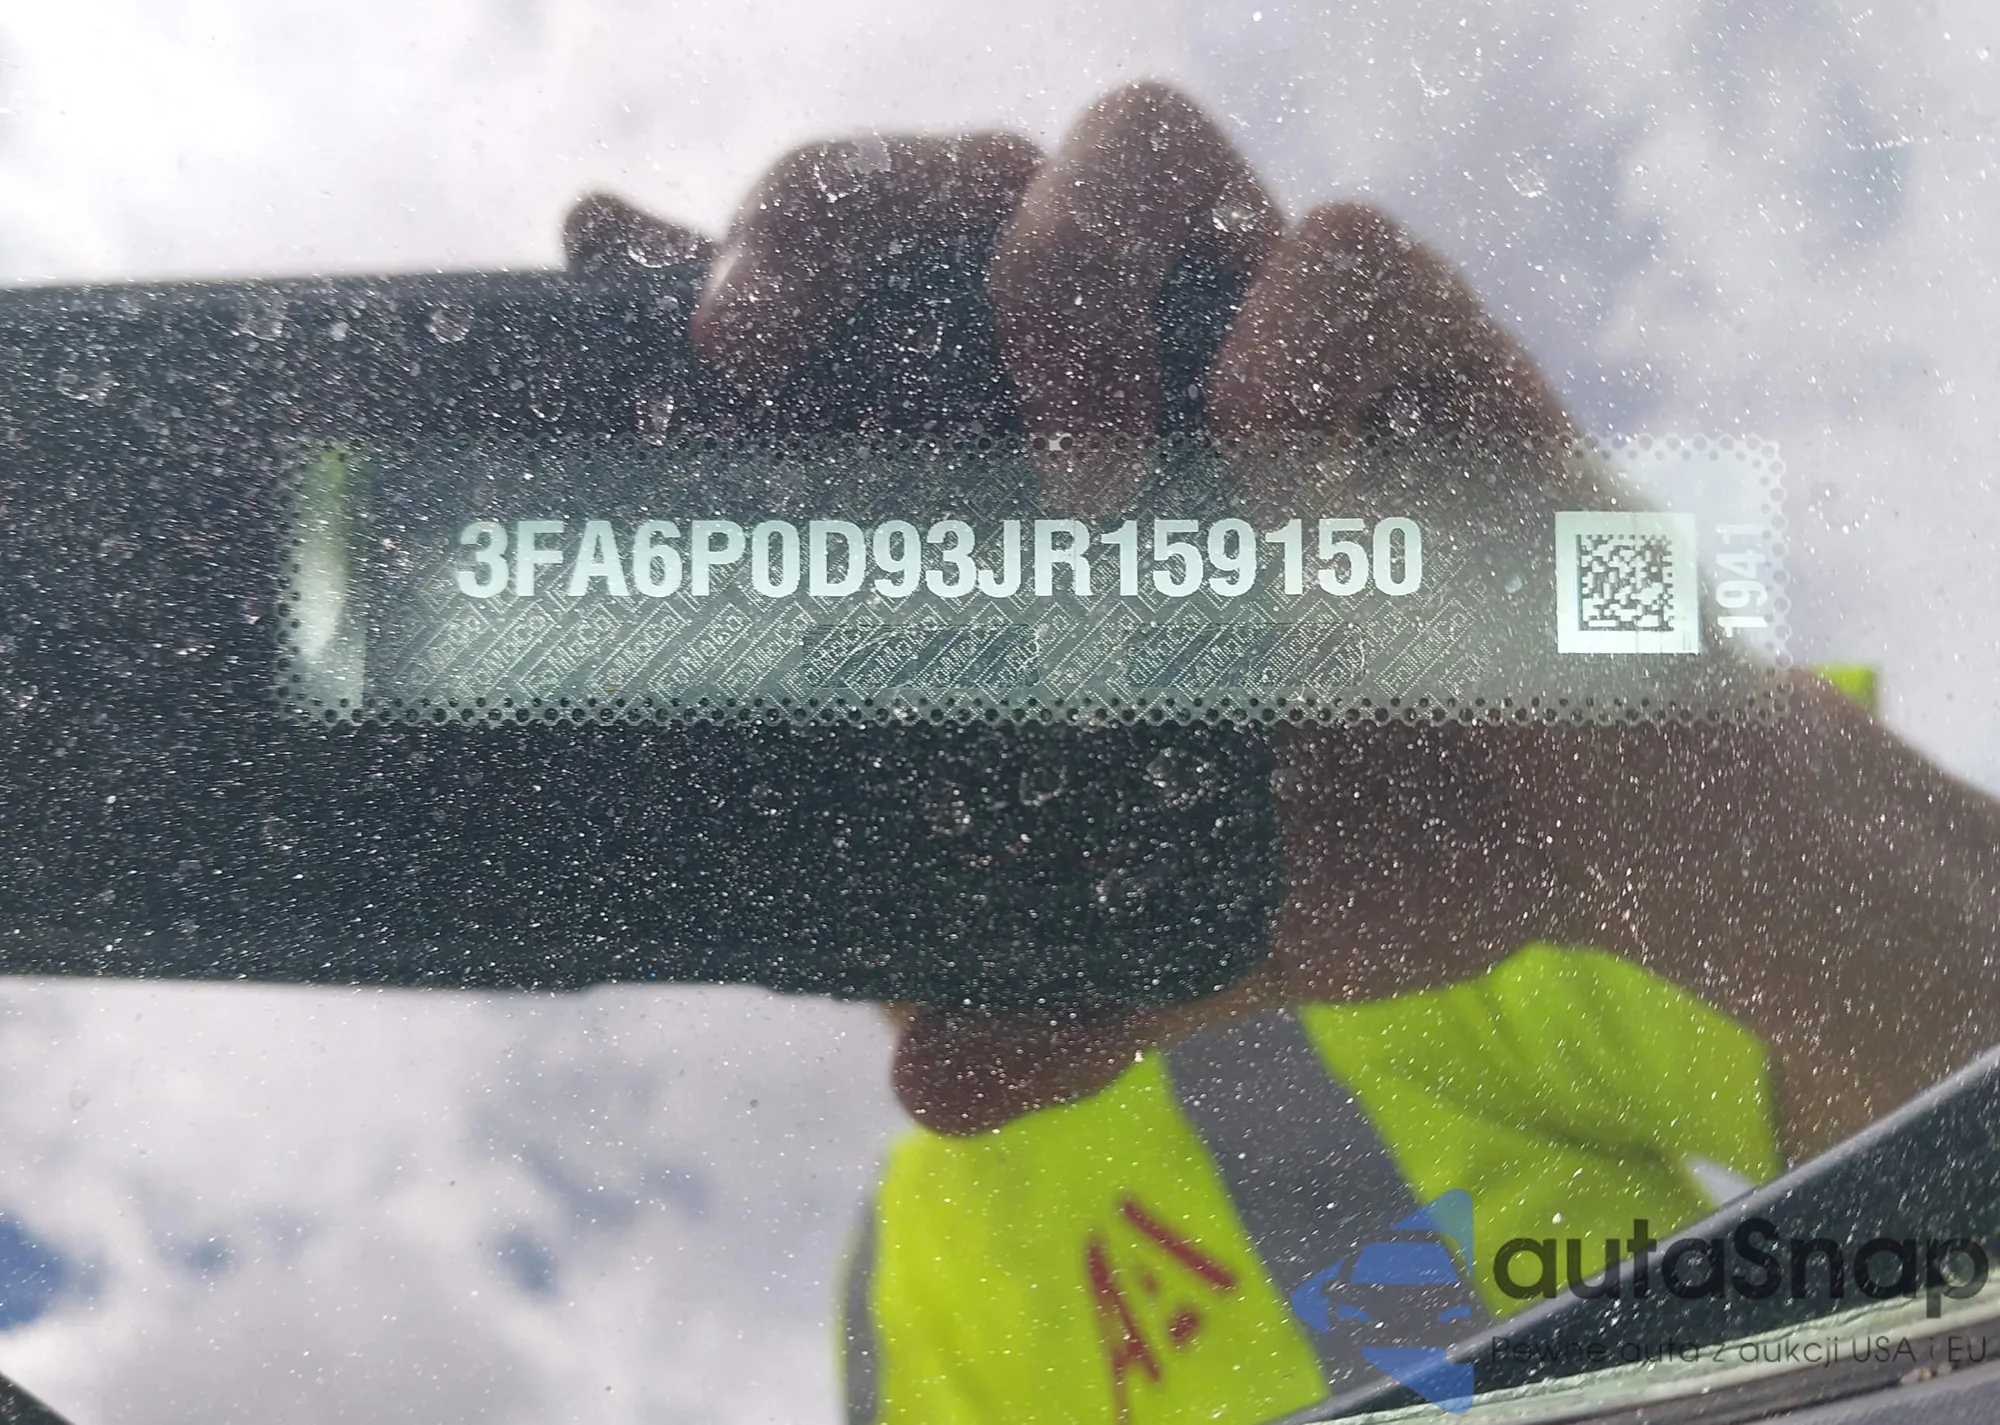 3FA6P0D93JR159150
1941
A.I
autaSnap
Pewne auta z aukcji USA i EU